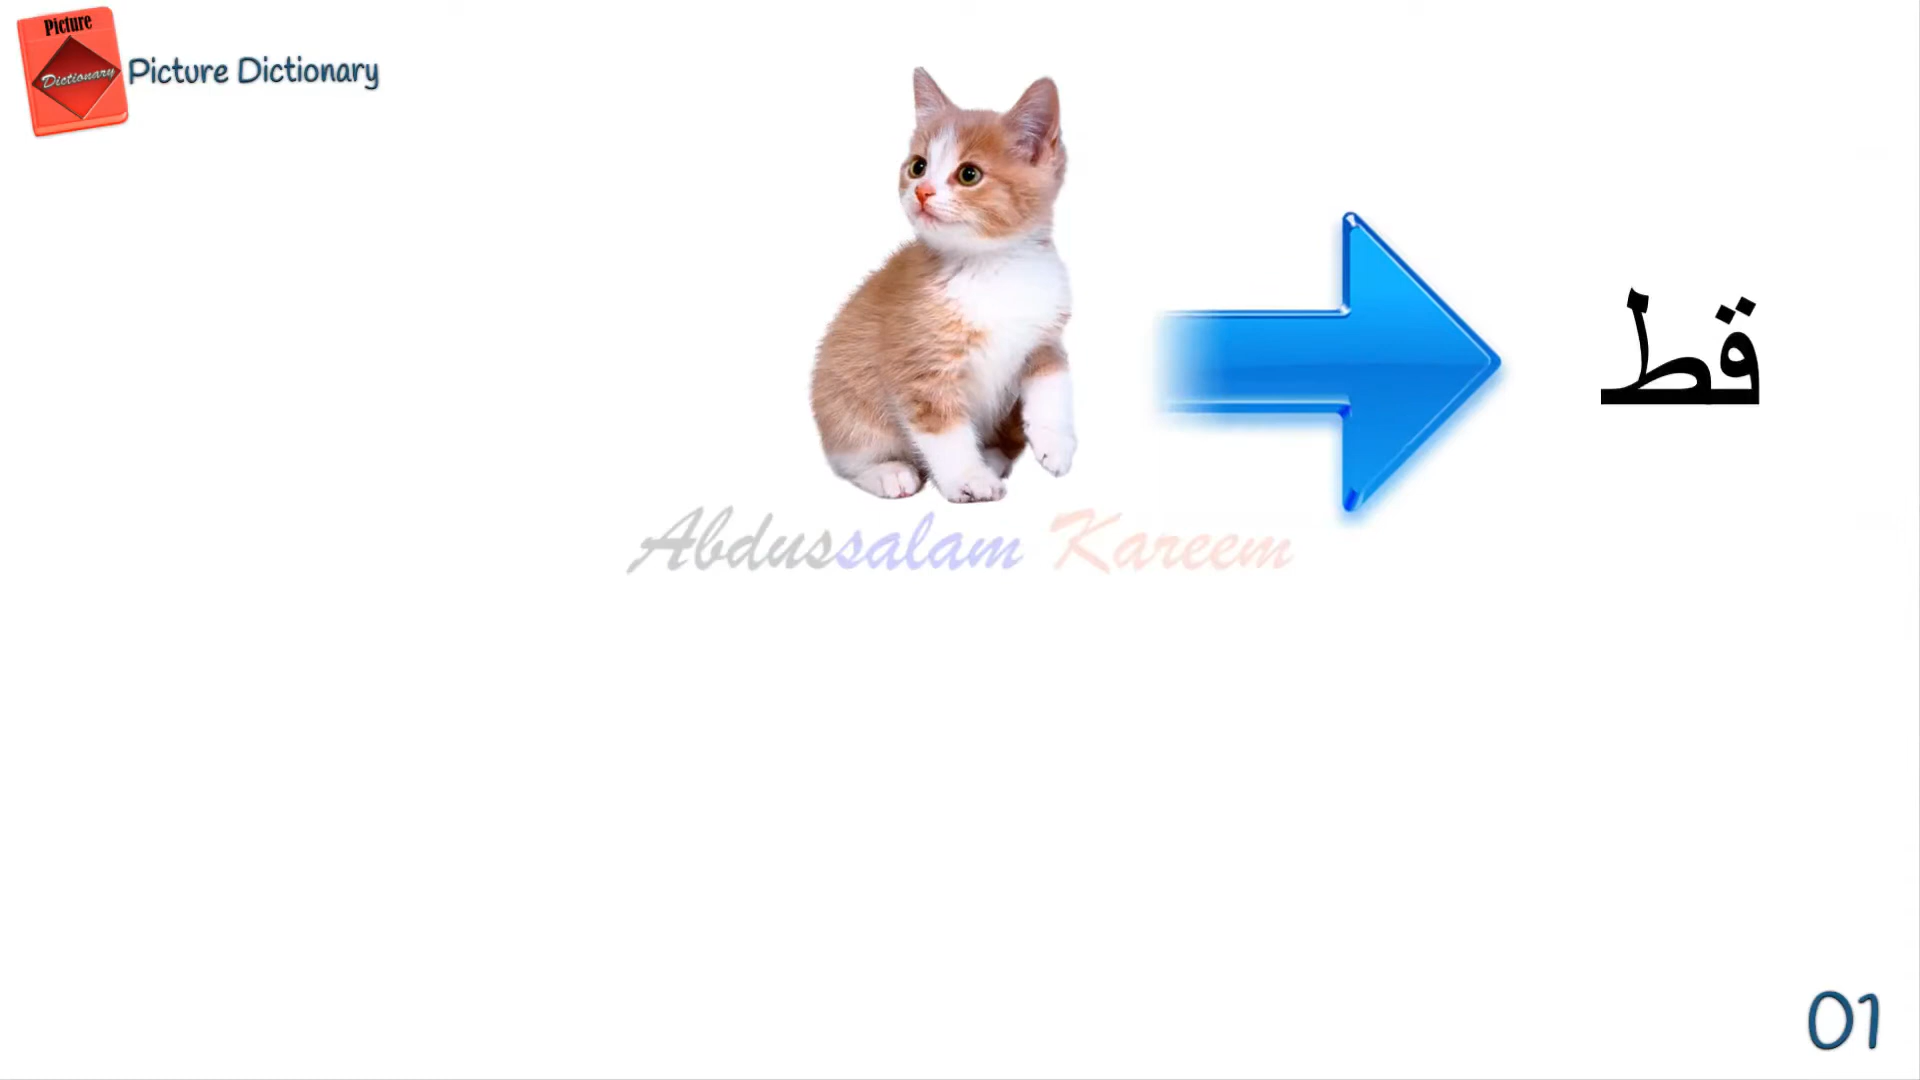 Picture
Dictionary
Picture Dictionary
قط
Abdussalam Kareem
01